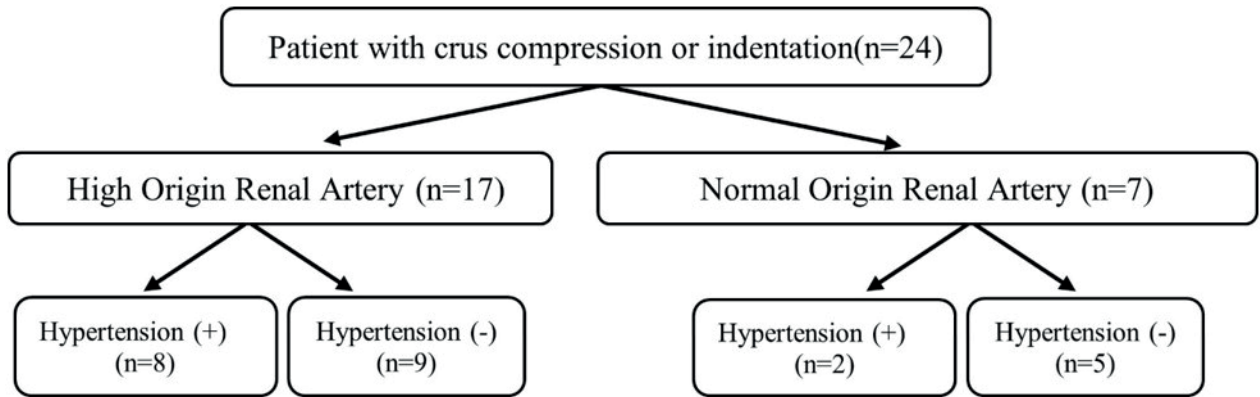 Patient with crus compression or indentation(n=24)
High Origin Renal Artery (n=17)
Normal Origin Renal Artery (n=7)
Hypertension (+)
(n=8)
Hypertension (-)
(n=9)
Hypertension (+)
(n=2)
Hypertension (-)
(n=5)